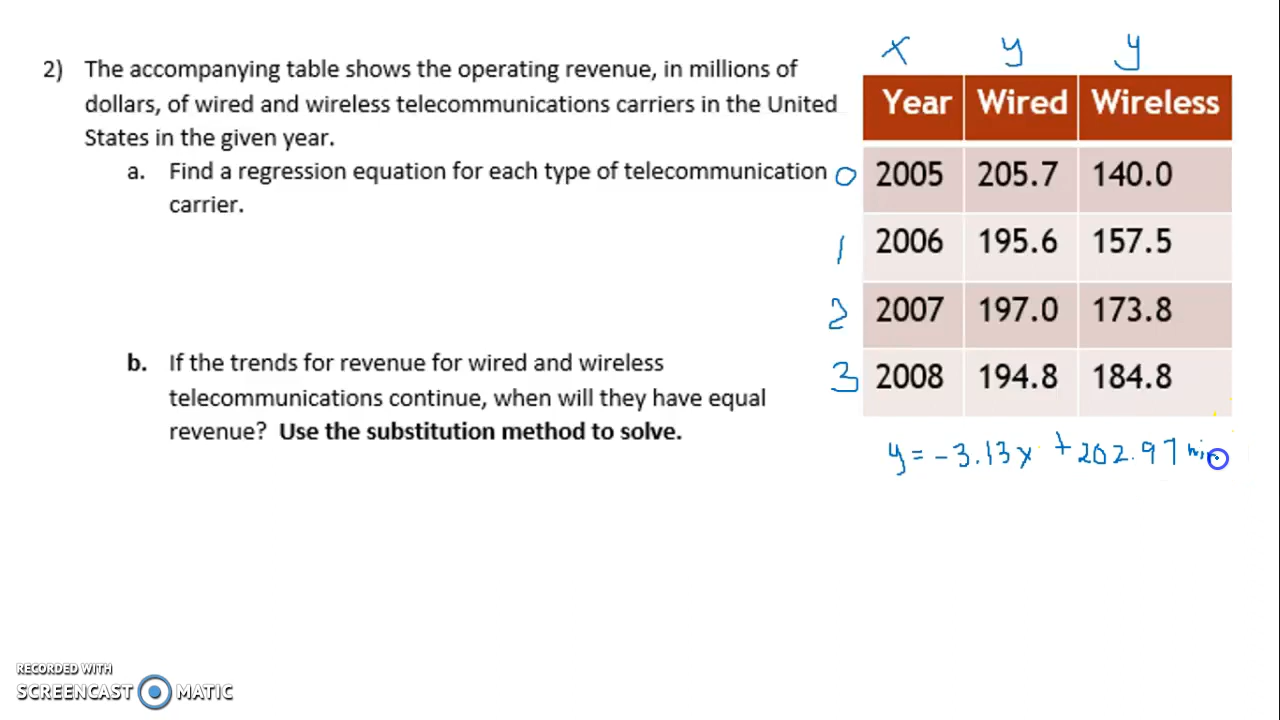 2) The accompanying table shows the operating revenue, in millions of
dollars, of wired and wireless telecommunications carriers in the United
States in the given year.
a. Find a regression equation for each type of telecommunication
carrier.
b. If the trends for revenue for wired and wireless
telecommunications continue, when will they have equal
revenue? Use the substitution method to solve.
x y y
Year Wired Wireless
0 2005 205.7 140.0
1 2006 195.6 157.5
2 2007 197.0 173.8
3 2008 194.8 184.8
y = -3.13x + 202.97
RECORDED WITH
SCREENCAST MATIC